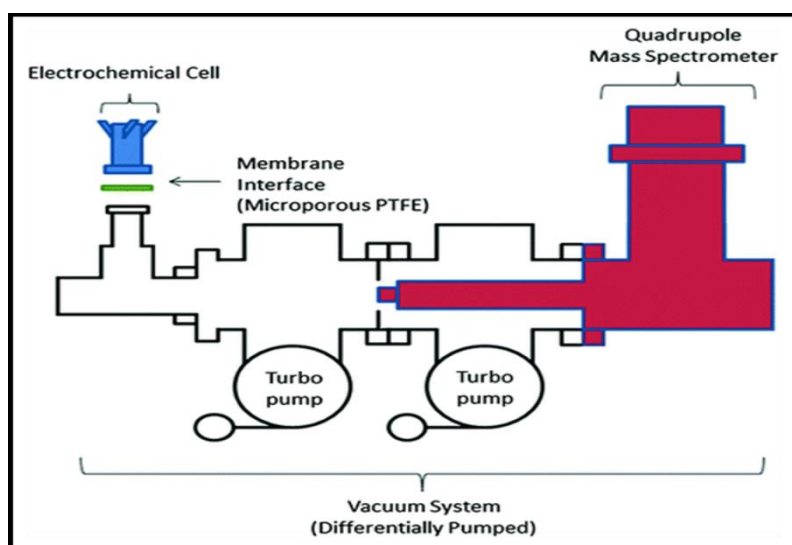 Quadrupole
Mass Spectrometer
Electrochemical Cell
Membrane
Interface
(Microporous PTFE)
Turbo
pump
Turbo
pump
Vacuum System
(Differentially Pumped)